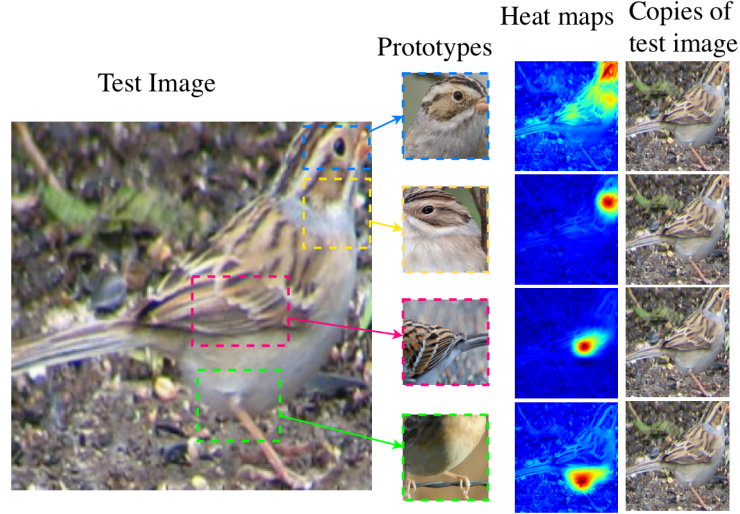 Test Image
Prototypes
Heat maps
Copies of
test image